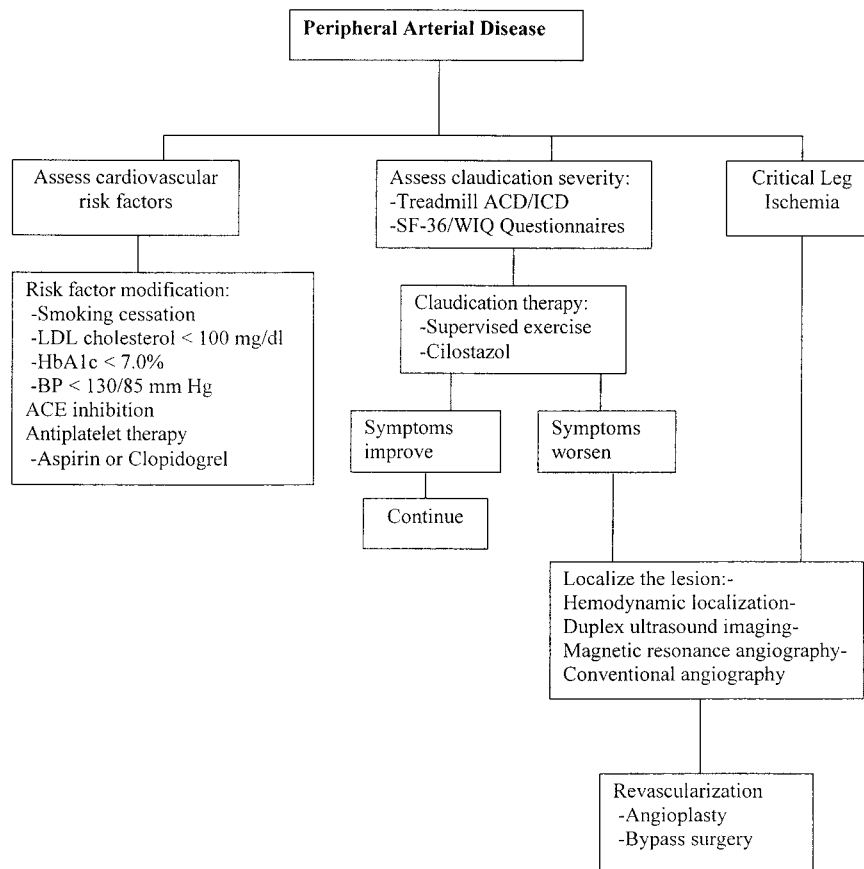 Peripheral Arterial Disease
Assess cardiovascular
risk factors
Assess claudication severity:
-Treadmill ACD/ICD
-SF-36/WIQ Questionnaires
Critical Leg
Ischemia
Risk factor modification:
-Smoking cessation
-LDL cholesterol < 100 mg/dl
-HbA1c < 7.0%
-BP < 130/85 mm Hg
ACE inhibition
Antiplatelet therapy
-Aspirin or Clopidogrel
Claudication therapy:
-Supervised exercise
-Cilostazol
Symptoms
improve
Symptoms
worsen
Continue
Localize the lesion:-
Hemodynamic localization-
Duplex ultrasound imaging-
Magnetic resonance angiography-
Conventional angiography
Revascularization
-Angioplasty
-Bypass surgery